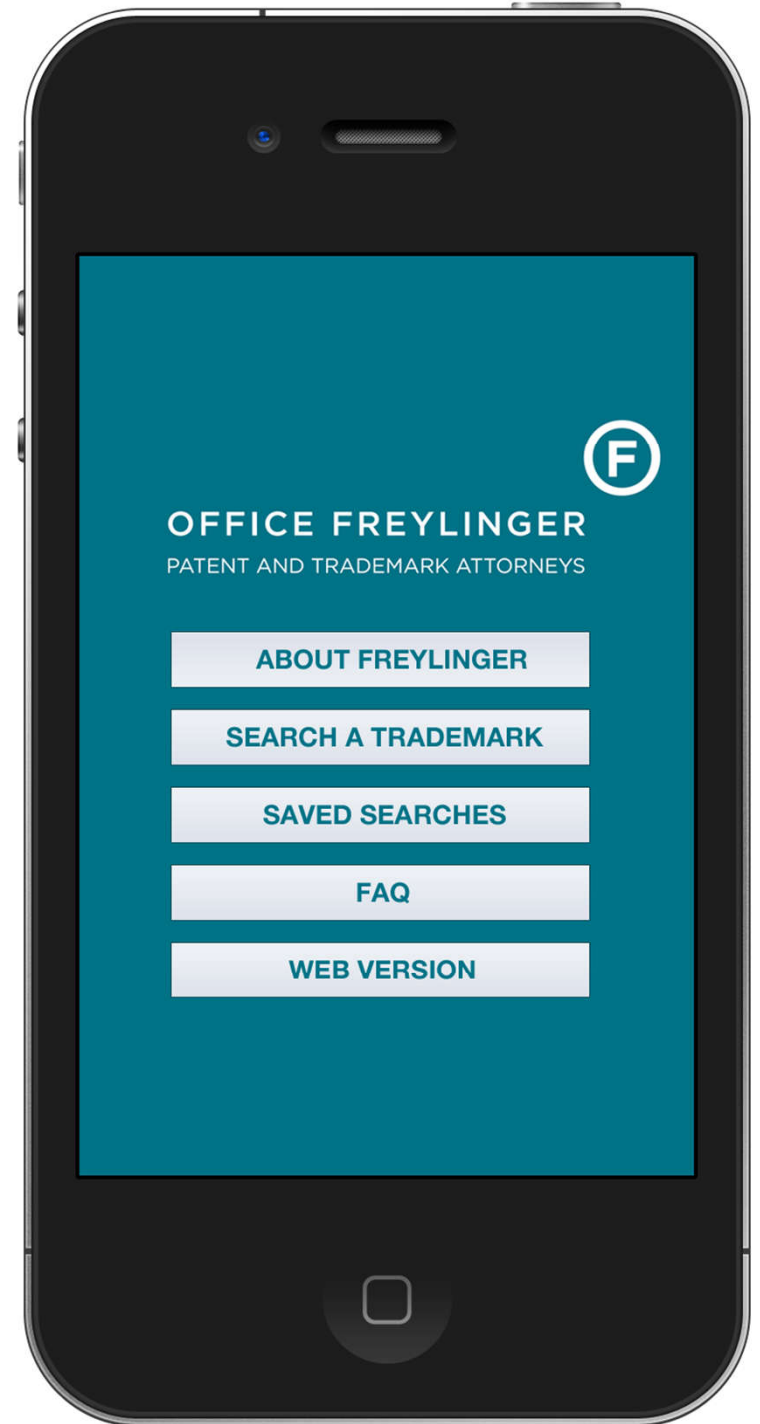 F
OFFICE FREYLINGER
PATENT AND TRADEMARK ATTORNEYS
ABOUT FREYLINGER
SEARCH A TRADEMARK
SAVED SEARCHES
FAQ
WEB VERSION